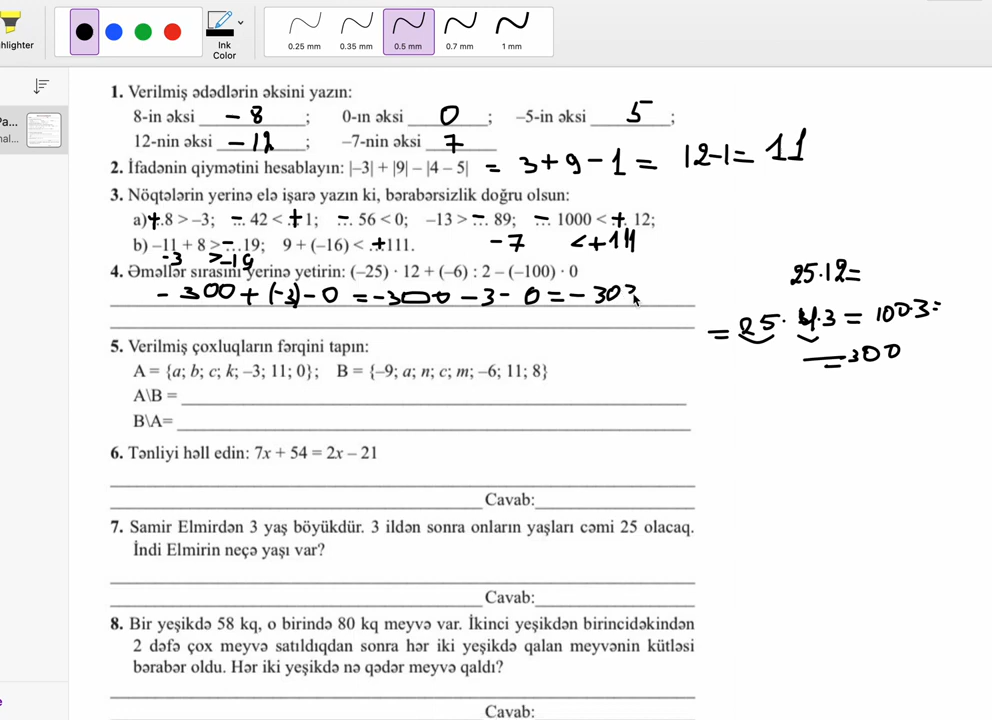 hlighter
Ink
Color
0.25 mm 0.35 mm 0.5 mm 0.7 mm 1 mm
Pa...
nal...
1. Verilmiş ədədlərin əksini yazın:
8-in əksi - 8 ; 0-ın əksi 0 ; –5-in əksi 5 ;
12-nin əksi - 12 ; –7-nin əksi 7
2. İfadənin qiymətini hesablayın: |–3| + |9| – |4 – 5| = 3+9-1= 12-1= 11
3. Nöqtələrin yerinə elə işarə yazın ki, bərabərsizlik doğru olsun:
a) +.8 > –3; -.. 42 < +1; -.. 56 < 0; –13 > -.. 89; -.. 1000 < +. 12;
b) –11 + 8 > -...19; 9 + (–16) < .+111. -7 <+111
-3 >-19
4. Əməllər sırasını yerinə yetirin: (–25) · 12 + (–6) : 2 – (–100) · 0
- 300 + (-3) - 0 = -300 - 3 - 0 = - 303
25·12=
= 25 · 4·3 = 100·3=
=300
5. Verilmiş çoxluqların fərqini tapın:
A = {a; b; c; k; –3; 11; 0}; B = {–9; a; n; c; m; –6; 11; 8}
A\B =
B\A=
6. Tənliyi həll edin: 7x + 54 = 2x – 21
Cavab:
7. Samir Elmirdən 3 yaş böyükdür. 3 ildən sonra onların yaşları cəmi 25 olacaq.
İndi Elmirin neçə yaşı var?
Cavab:
8. Bir yeşikdə 58 kq, o birində 80 kq meyvə var. İkinci yeşikdən birincidəkindən
2 dəfə çox meyvə satıldıqdan sonra hər iki yeşikdə qalan meyvənin kütləsi
bərabər oldu. Hər iki yeşikdə nə qədər meyvə qaldı?
Cavab: